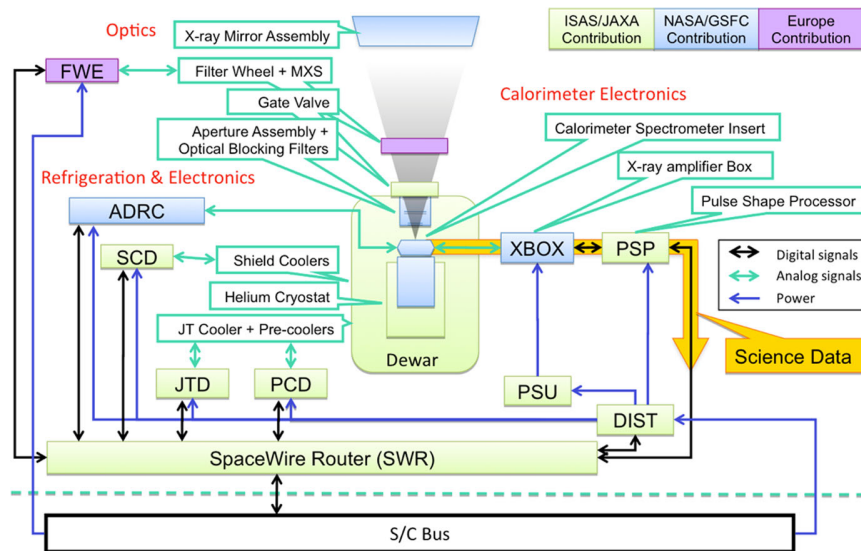 Optics
X-ray Mirror Assembly
ISAS/JAXA
Contribution
NASA/GSFC
Contribution
Europe
Contribution
FWE
Filter Wheel + MXS
Gate Valve
Aperture Assembly +
Optical Blocking Filters
Calorimeter Electronics
Calorimeter Spectrometer Insert
X-ray amplifier Box
Pulse Shape Processor
Refrigeration & Electronics
ADRC
SCD
Shield Coolers
Helium Cryostat
JT Cooler + Pre-coolers
Dewar
XBOX
PSP
Digital signals
Analog signals
Power
Science Data
JTD
PCD
PSU
DIST
SpaceWire Router (SWR)
S/C Bus